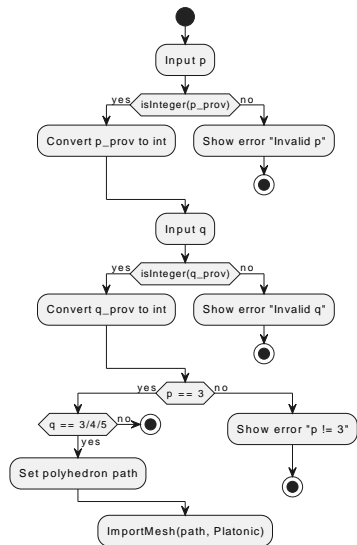 Input p
yes
isInteger(p_prov)
no
Convert p_prov to int
Show error "Invalid p"
Input q
yes
isInteger(q_prov)
no
Convert q_prov to int
Show error "Invalid q"
yes
p == 3
no
q == 3/4/5
no
yes
Show error "p != 3"
Set polyhedron path
ImportMesh(path, Platonic)